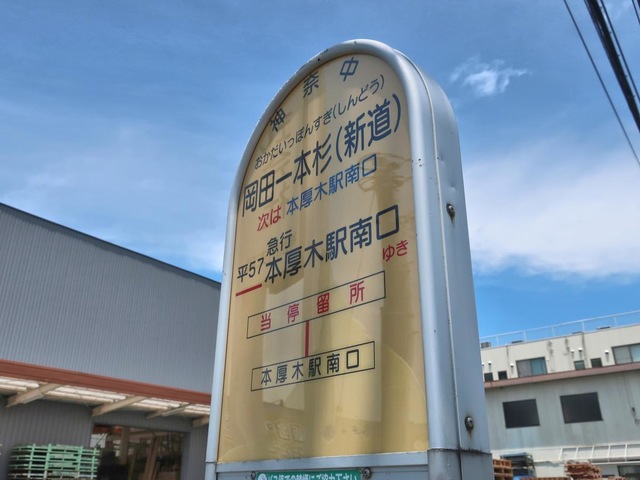 神奈中
おかだいっぽんすぎ(しんどう)
岡田一本杉(新道)
次は 本厚木駅南口
平57 急行 本厚木駅南口 ゆき
当停留所
本厚木駅南口